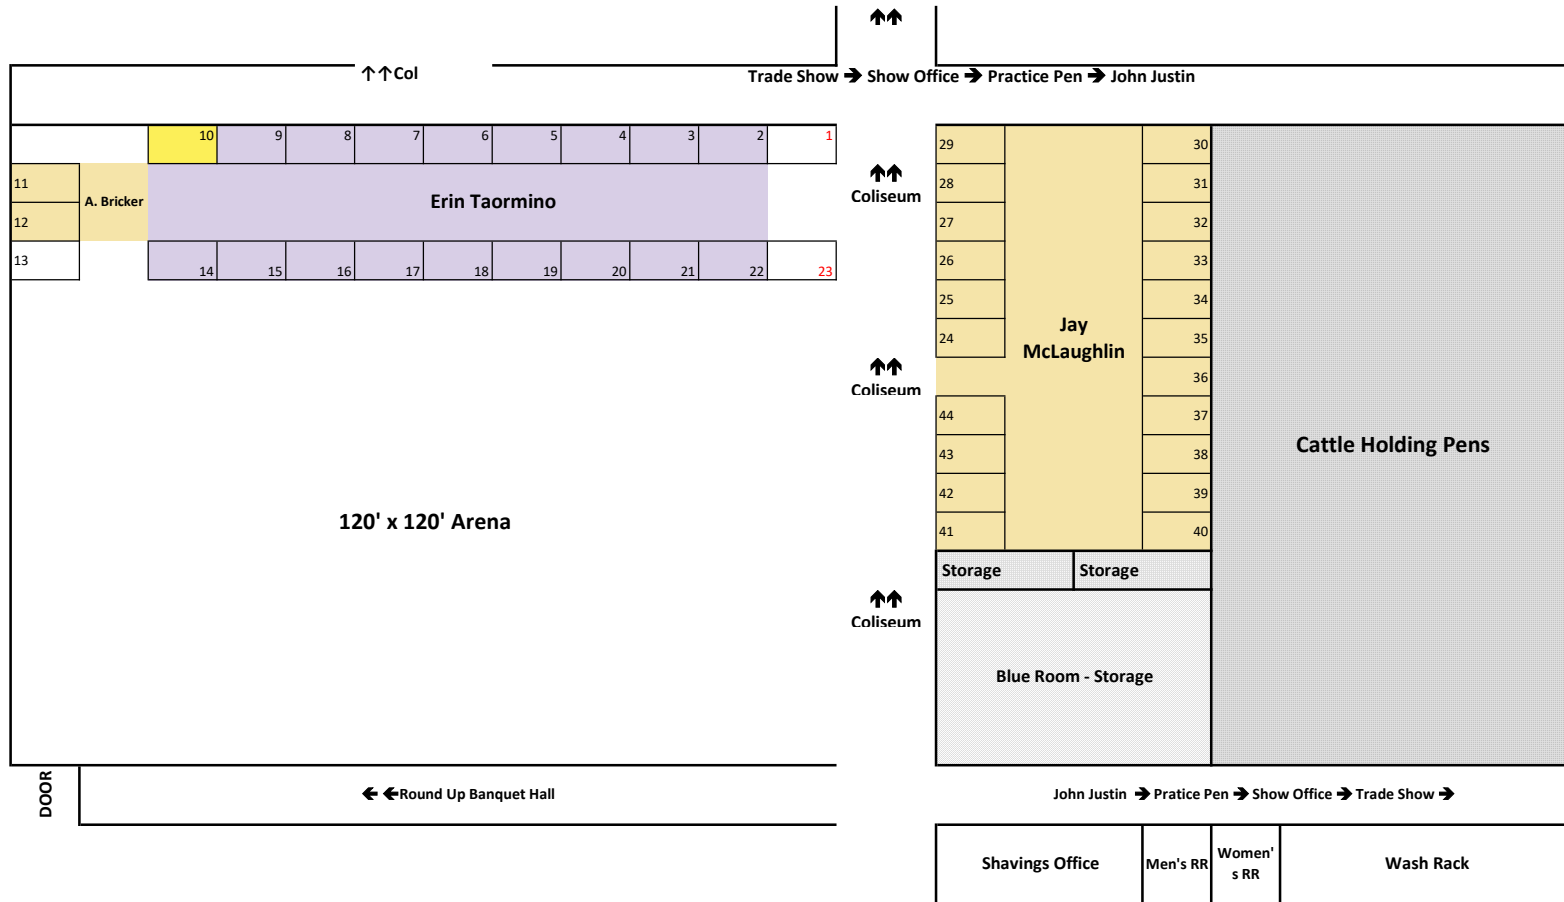 ↑↑
↑↑Col
Trade Show → Show Office → Practice Pen → John Justin
10 9 8 7 6 5 4 3 2 1
29 30
↑↑
Coliseum
11
28 31
A. Bricker
Erin Taormino
12
27 32
13
14 15 16 17 18 19 20 21 22 23
26 33
25 34
Jay
McLaughlin
24 35
↑↑
Coliseum
36
44 37
43 38
Cattle Holding Pens
42 39
120' x 120' Arena
41 40
Storage Storage
↑↑
Coliseum
Blue Room - Storage
DOOR
← ←Round Up Banquet Hall
John Justin → Pratice Pen → Show Office → Trade Show →
Shavings Office
Men's RR
Women'
s RR
Wash Rack